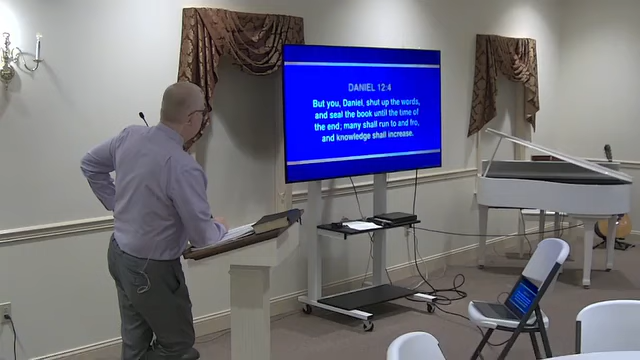 DANIEL 12:4
But you, Daniel, shut up the words,
and seal the book until the time of
the end; many shall run to and fro,
and knowledge shall increase.